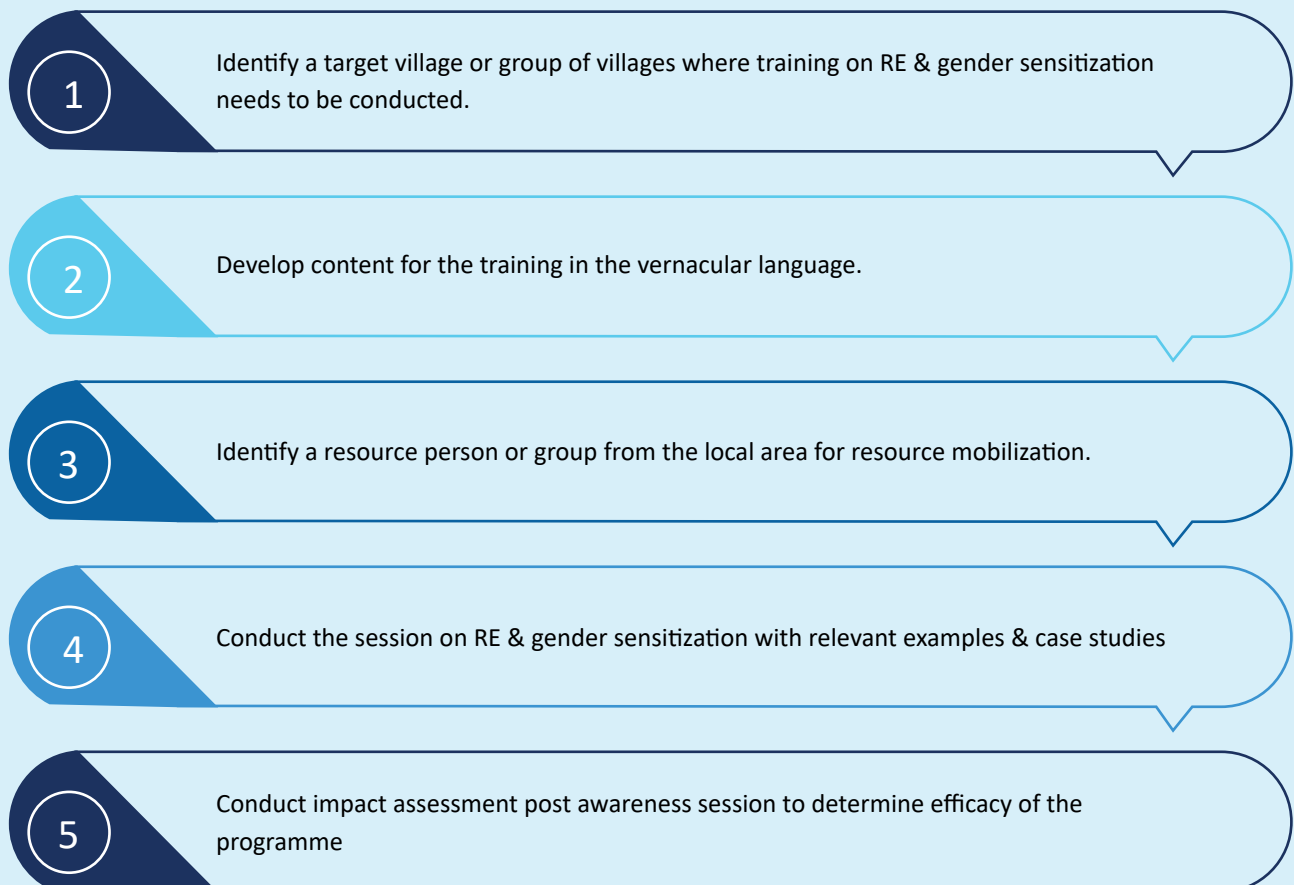 1
Identify a target village or group of villages where training on RE & gender sensitization
needs to be conducted.
2
Develop content for the training in the vernacular language.
3
Identify a resource person or group from the local area for resource mobilization.
4
Conduct the session on RE & gender sensitization with relevant examples & case studies
5
Conduct impact assessment post awareness session to determine efficacy of the
programme